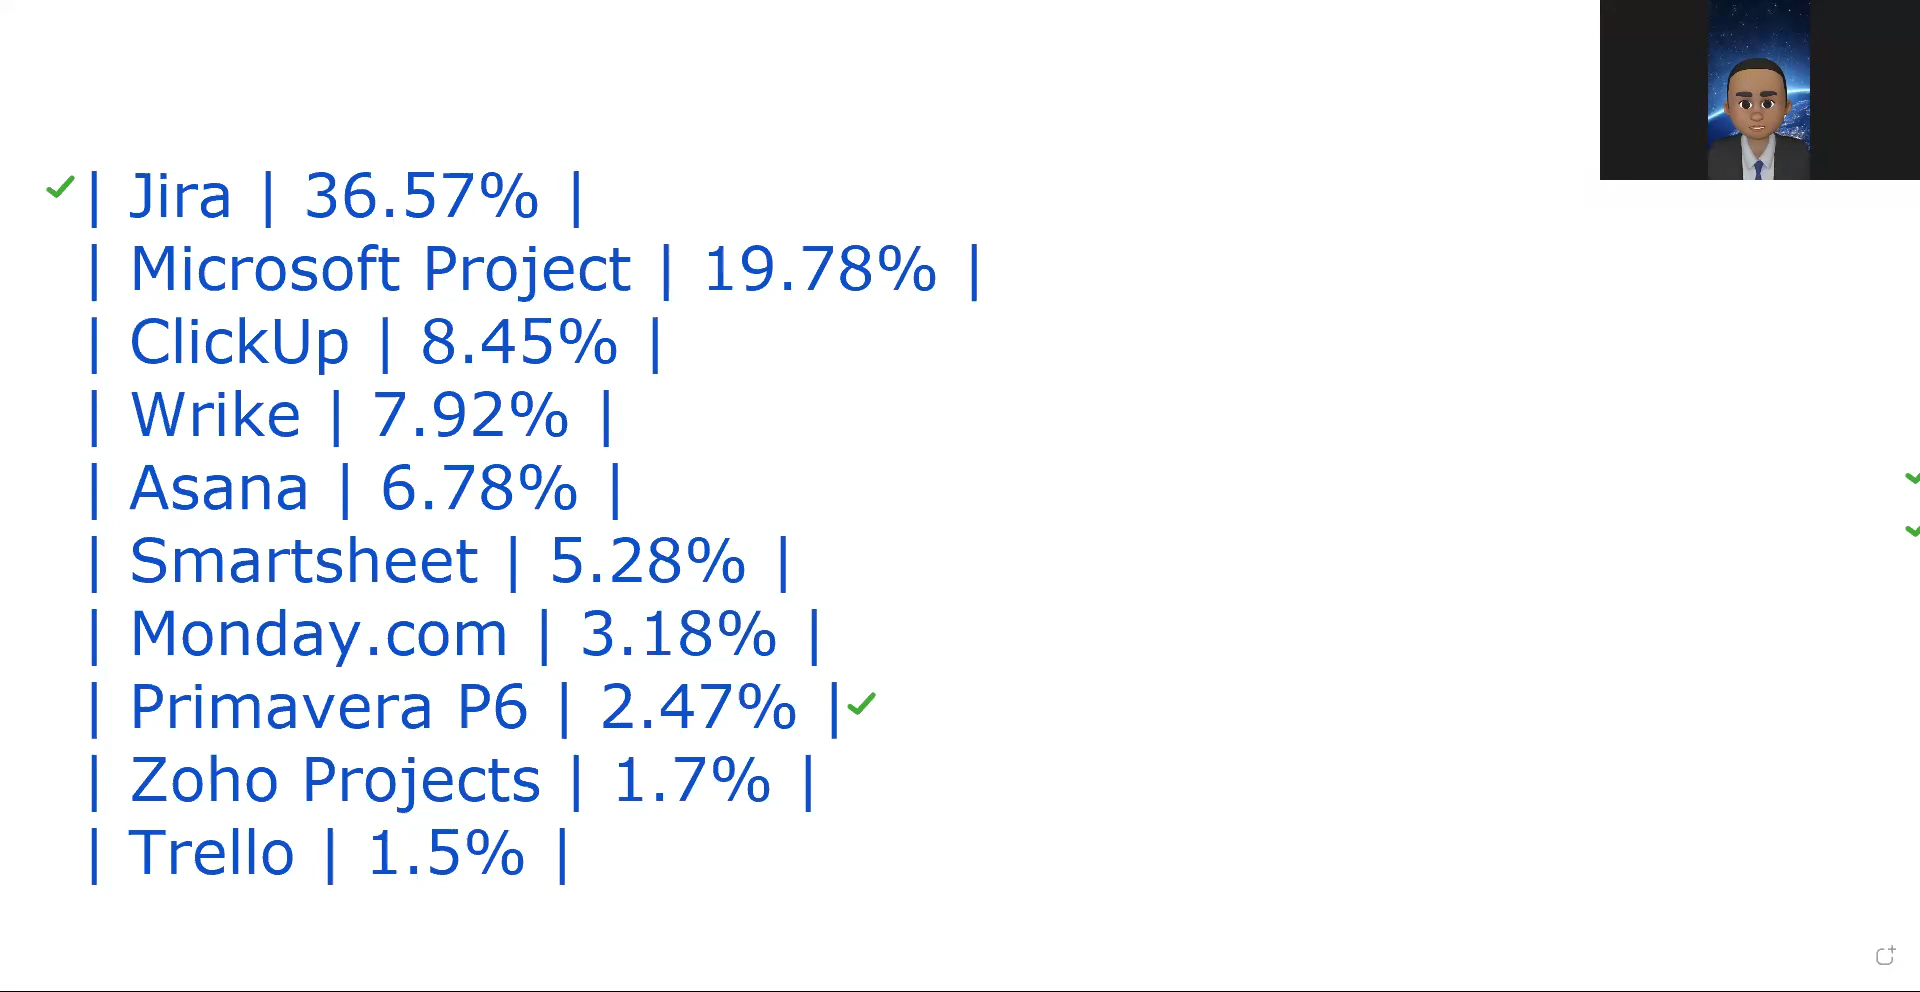 | Jira | 36.57% |
| Microsoft Project | 19.78% |
| ClickUp | 8.45% |
| Wrike | 7.92% |
| Asana | 6.78% |
| Smartsheet | 5.28% |
| Monday.com | 3.18% |
| Primavera P6 | 2.47% |
| Zoho Projects | 1.7% |
| Trello | 1.5% |